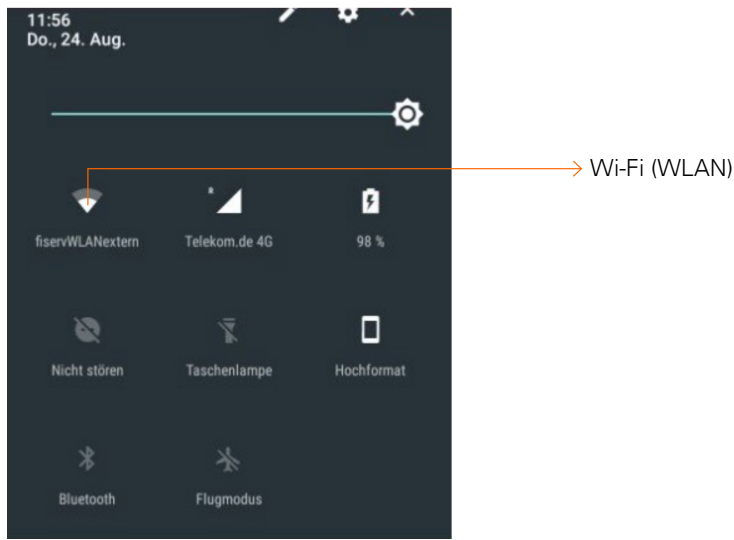 11:56
Do., 24. Aug.
Wi-Fi (WLAN)
fiservWLANextern Telekom.de 4G 98 %
Nicht stören Taschenlampe Hochformat
Bluetooth Flugmodus